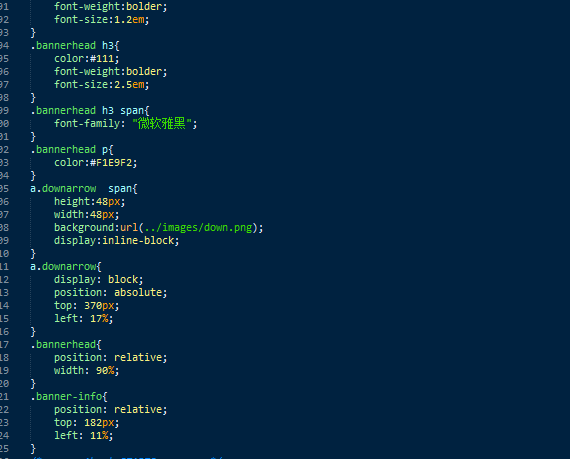 91 font-weight:bolder;
92 font-size:1.2em;
93 }
94 .bannerhead h3{
95 color:#111;
96 font-weight:bolder;
97 font-size:2.5em;
98 }
99 .bannerhead h3 span{
00 font-family: "微软雅黑";
01 }
02 .bannerhead p{
03 color:#F1E9F2;
04 }
05 a.downarrow  span{
06 height:48px;
07 width:48px;
08 background:url(../images/down.png);
09 display:inline-block;
10 }
11 a.downarrow{
12 display: block;
13 position: absolute;
14 top: 370px;
15 left: 17%;
16 }
17 .bannerhead{
18 position: relative;
19 width: 90%;
20 }
21 .banner-info{
22 position: relative;
23 top: 182px;
24 left: 11%;
25 }